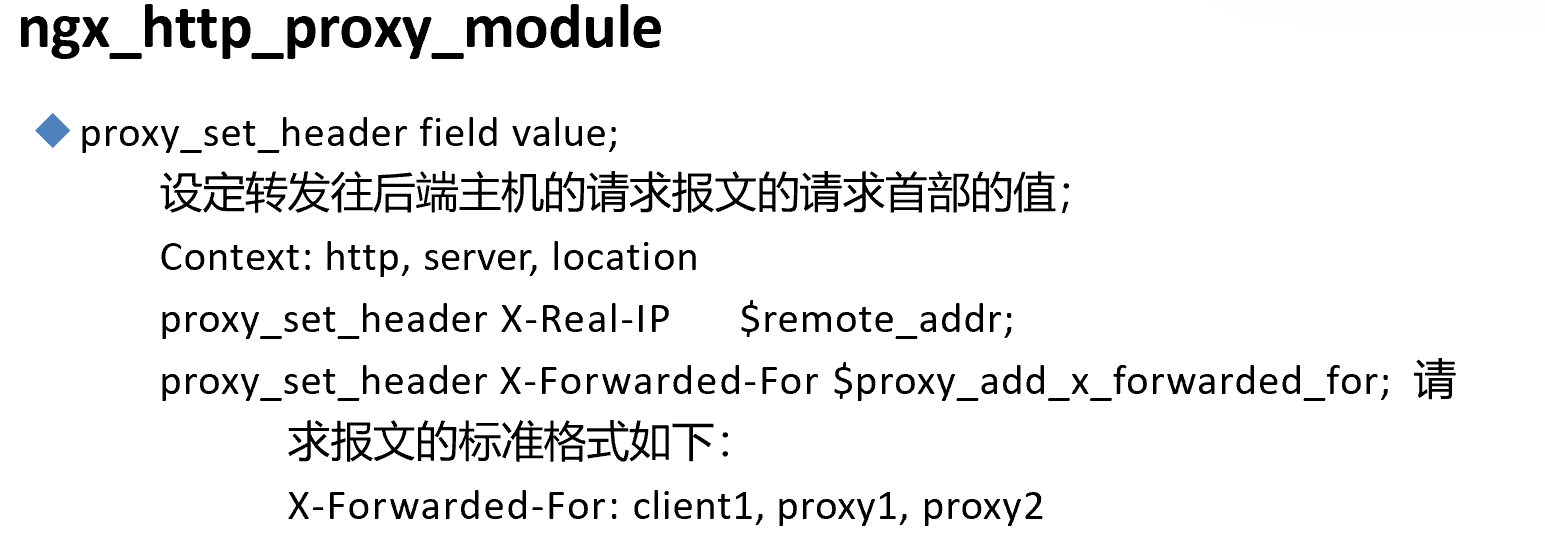 ngx_http_proxy_module
proxy_set_header field value;
设定转发往后端主机的请求报文的请求首部的值;
Context: http, server, location
proxy_set_header X-Real-IP $remote_addr;
proxy_set_header X-Forwarded-For $proxy_add_x_forwarded_for; 请
求报文的标准格式如下：
X-Forwarded-For: client1, proxy1, proxy2